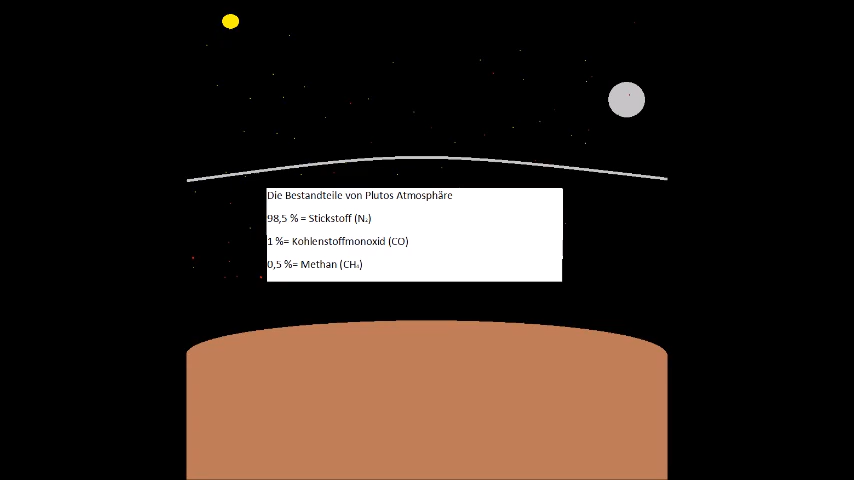 Die Bestandteile von Plutos Atmosphäre
98,5 % = Stickstoff (N₂)
1 %= Kohlenstoffmonoxid (CO)
0,5 %= Methan (CH₄)